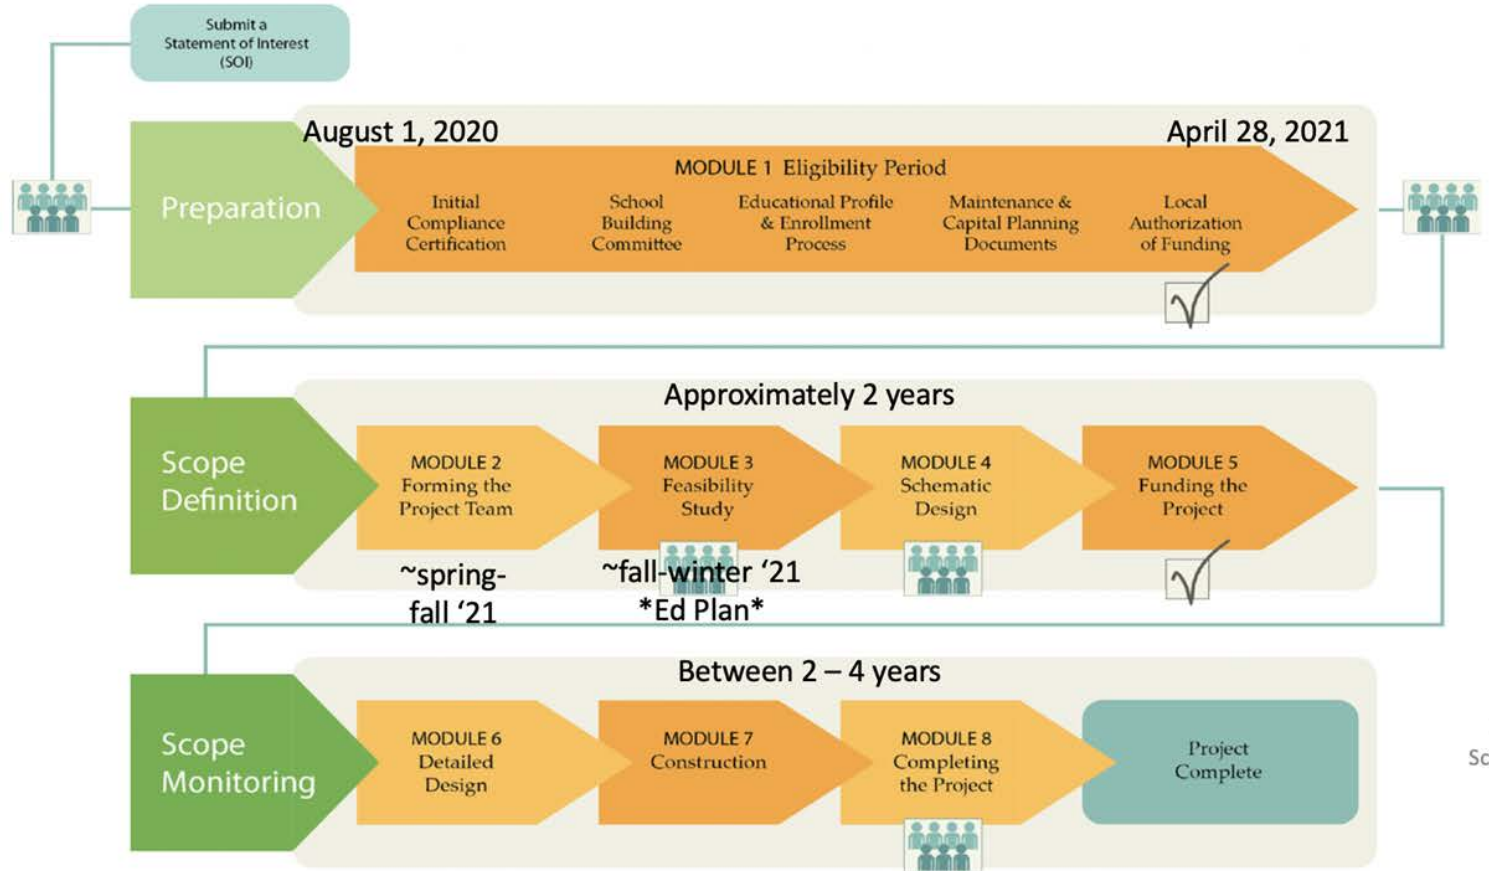 Submit a
Statement of Interest
(SOI)
August 1, 2020
April 28, 2021
Preparation
MODULE 1 Eligibility Period
Initial
Compliance
Certification
School
Building
Committee
Educational Profile
& Enrollment
Process
Maintenance &
Capital Planning
Documents
Local
Authorization
of Funding
Approximately 2 years
Scope
Definition
MODULE 2
Forming the
Project Team
MODULE 3
Feasibility
Study
MODULE 4
Schematic
Design
MODULE 5
Funding the
Project
~spring-
fall ‘21
~fall-winter ‘21
*Ed Plan*
Between 2 – 4 years
Scope
Monitoring
MODULE 6
Detailed
Design
MODULE 7
Construction
MODULE 8
Completing
the Project
Project
Complete
Sc